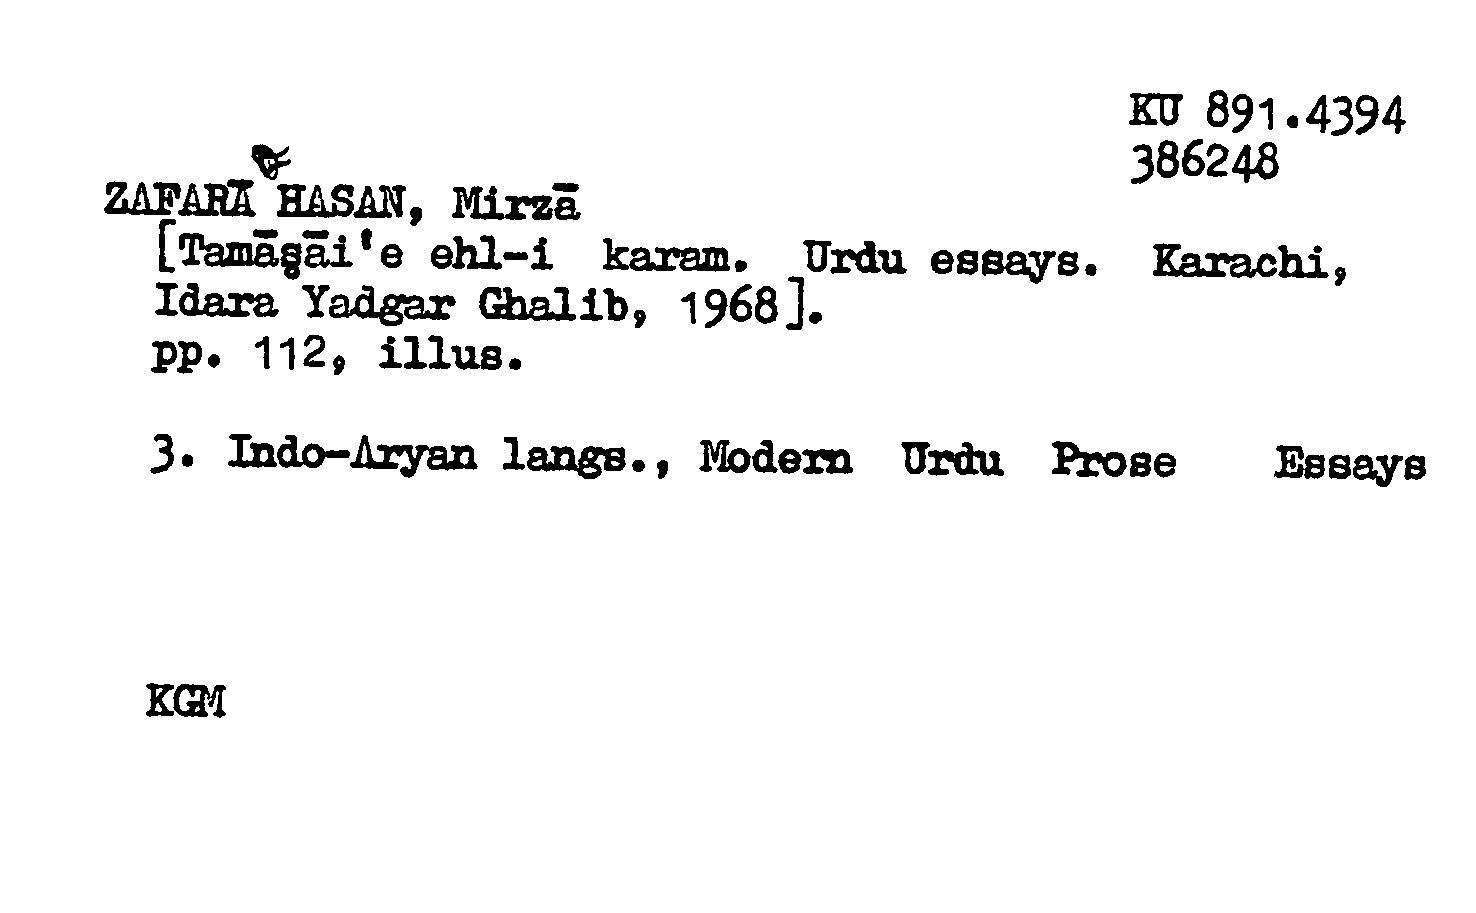 KU 891.4394
386248
ZAFARĀ HASAN, Mirzā
[Tamāşāi'e ehl-i karam. Urdu essays. Karachi,
Idara Yadgar Ghalib, 1968].
pp. 112, illus.
3. Indo-Aryan langs., Modern Urdu Prose Essays
KGM